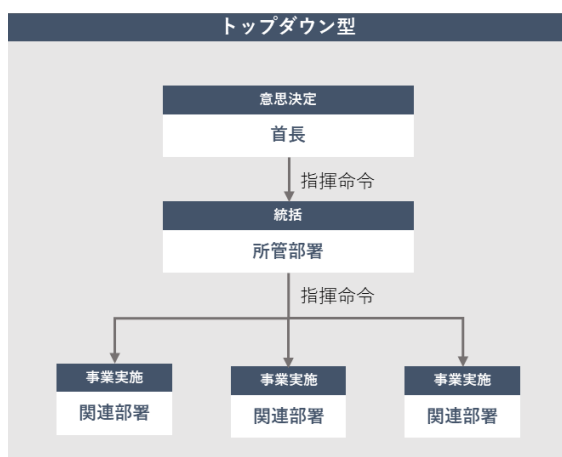 トップダウン型
意思決定
首長
指揮命令
統括
所管部署
指揮命令
事業実施
関連部署
事業実施
関連部署
事業実施
関連部署